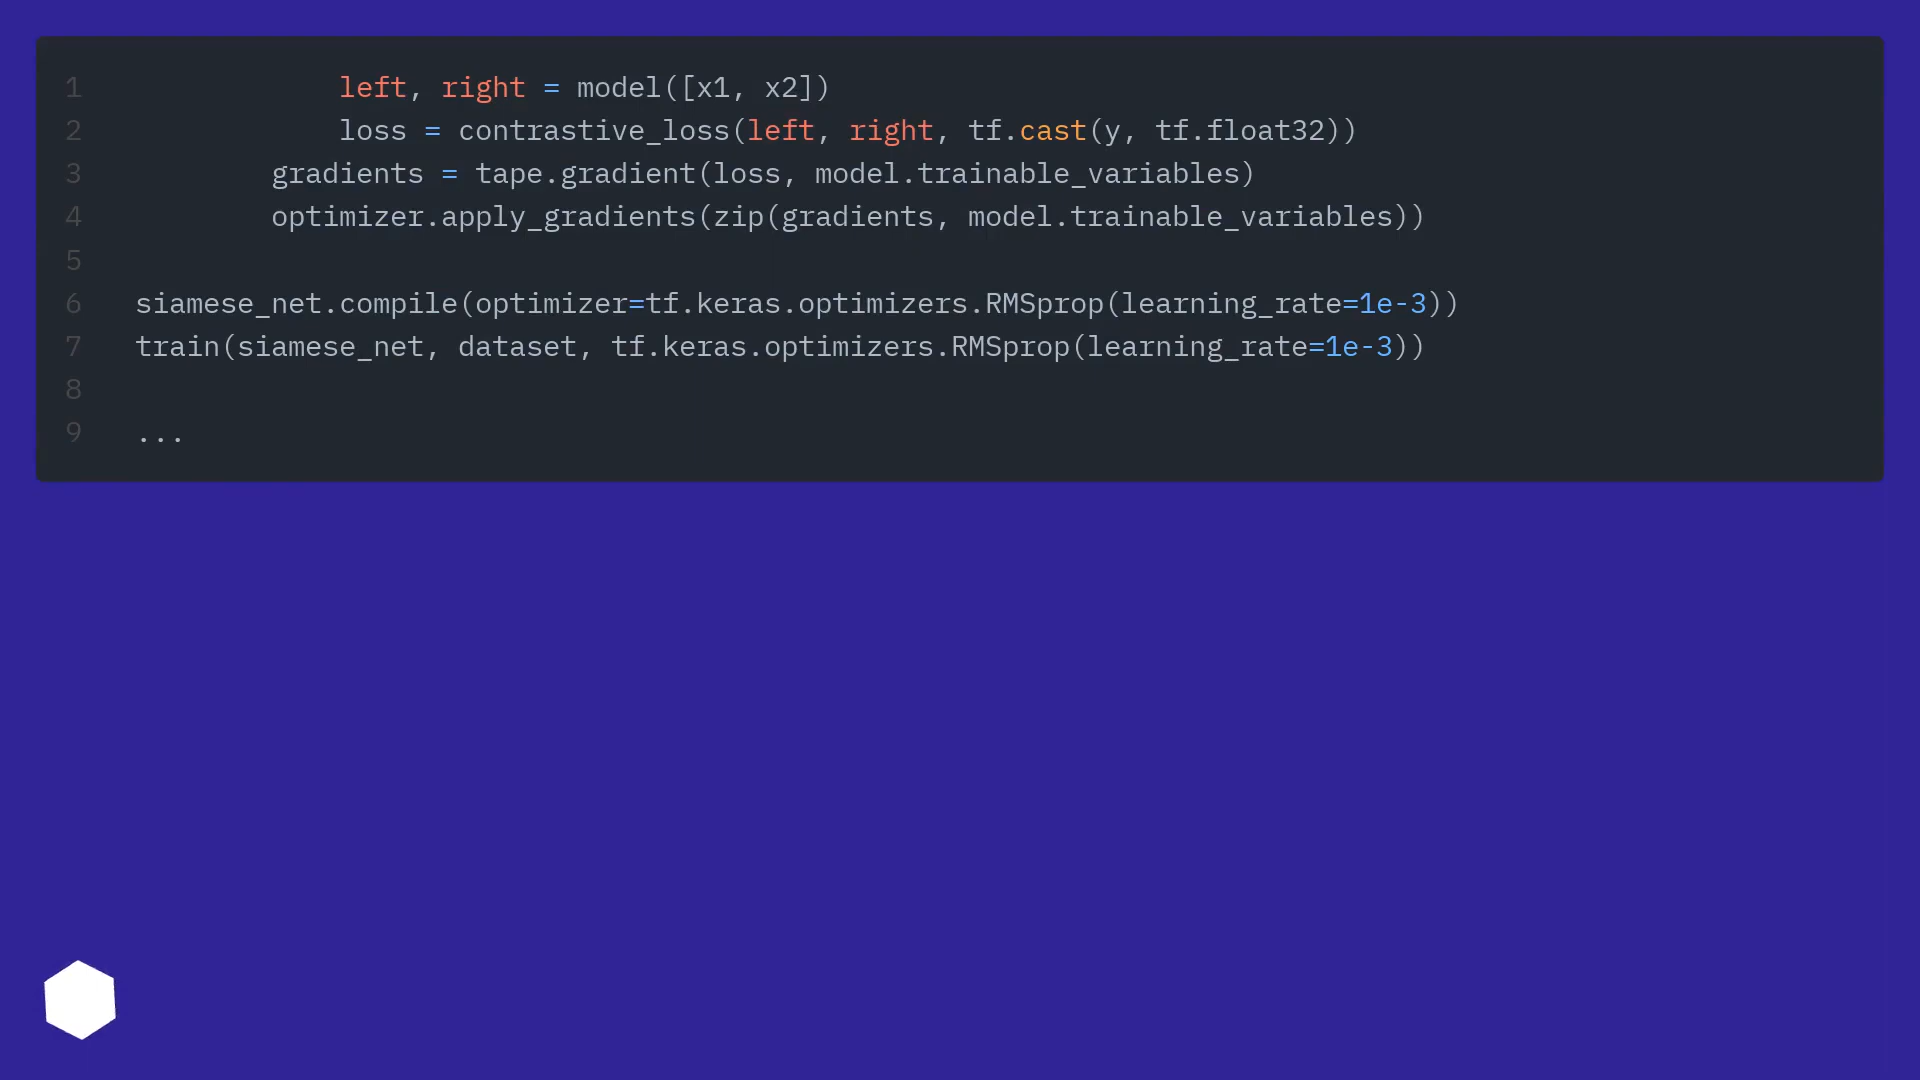 1 left, right = model([x1, x2])
2 loss = contrastive_loss(left, right, tf.cast(y, tf.float32))
3 gradients = tape.gradient(loss, model.trainable_variables)
4 optimizer.apply_gradients(zip(gradients, model.trainable_variables))
5
6 siamese_net.compile(optimizer=tf.keras.optimizers.RMSprop(learning_rate=1e-3))
7 train(siamese_net, dataset, tf.keras.optimizers.RMSprop(learning_rate=1e-3))
8
9 ...